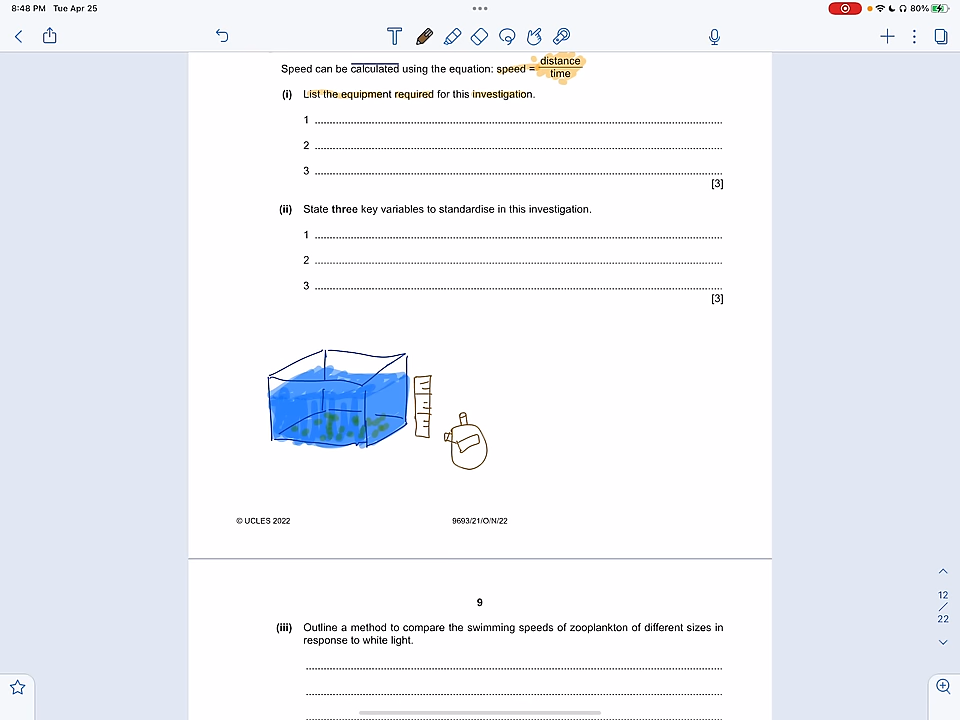 8:48 PM Tue Apr 25
80%
T
Speed can be calculated using the equation: speed = distance
time
(i) List the equipment required for this investigation.
1
2
3
[3]
(ii) State three key variables to standardise in this investigation.
1
2
3
[3]
© UCLES 2022 9693/21/O/N/22
12
/
22
9
(iii) Outline a method to compare the swimming speeds of zooplankton of different sizes in
response to white light.